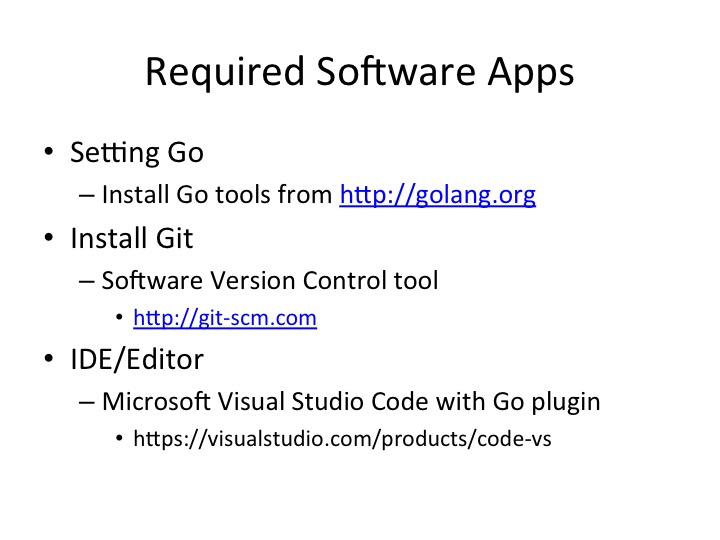 Required Software Apps
• Setting Go
– Install Go tools from http://golang.org
• Install Git
– Software Version Control tool
• http://git-scm.com
• IDE/Editor
– Microsoft Visual Studio Code with Go plugin
• https://visualstudio.com/products/code-vs